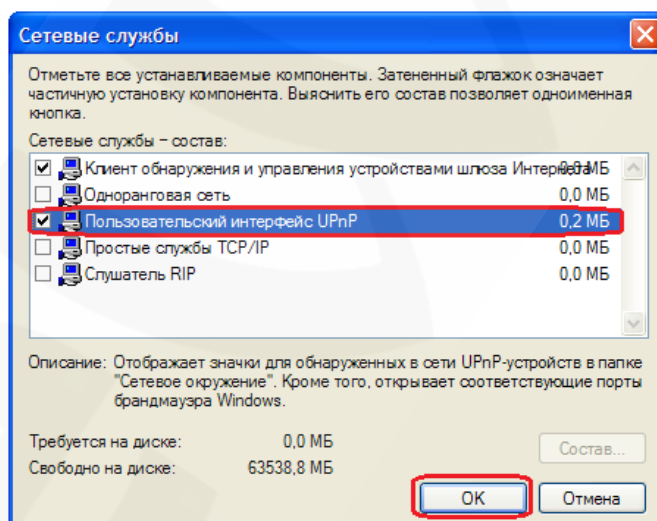 Сетевые службы
Отметьте все устанавливаемые компоненты. Затененный флажок означает
частичную установку компонента. Выяснить его состав позволяет одноименная
кнопка.
Сетевые службы – состав:
Клиент обнаружения и управления устройствами шлюза Интернета 0,0 МБ
Одноранговая сеть 0,0 МБ
Пользовательский интерфейс UPnP 0,2 МБ
Простые службы TCP/IP 0,0 МБ
Слушатель RIP 0,0 МБ
Описание: Отображает значки для обнаруженных в сети UPnP-устройств в папке
"Сетевое окружение". Кроме того, открывает соответствующие порты
брандмауэра Windows.
Требуется на диске: 0,0 МБ
Состав...
Свободно на диске: 63538,8 МБ
OK Отмена